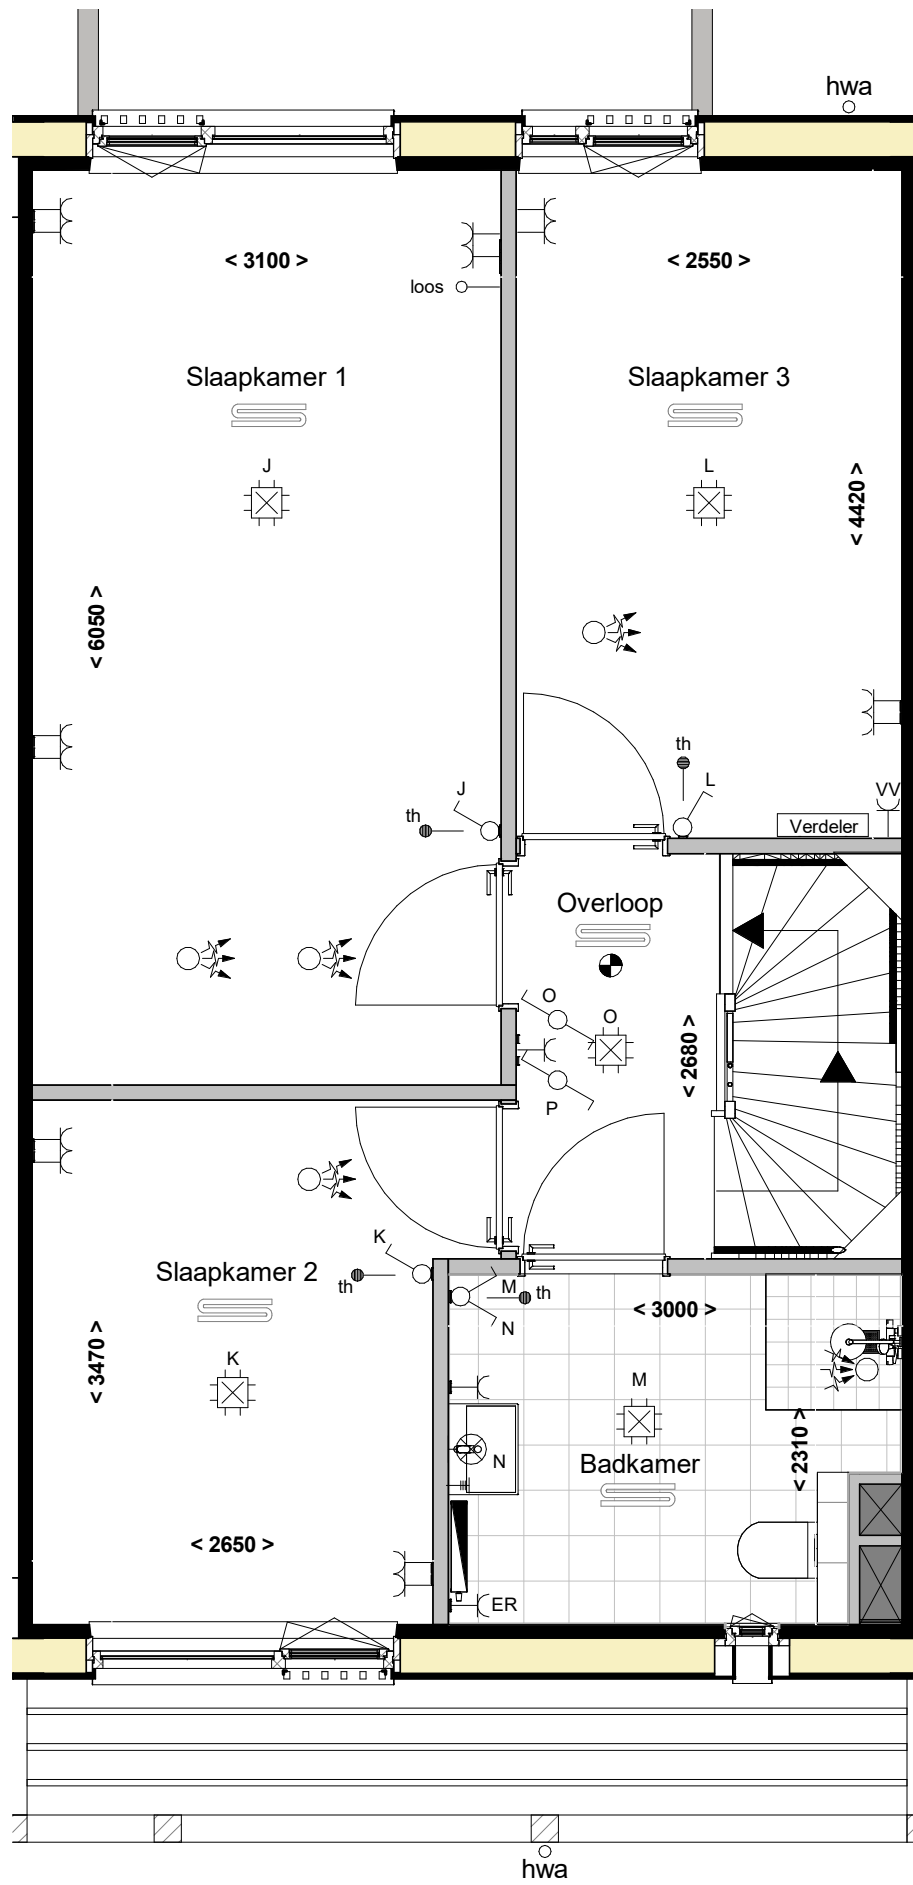 hwa
< 3100 >
< 2550 >
loos
Slaapkamer 1
Slaapkamer 3
J
L
< 4420 >
< 6050 >
th
L
J
th
VV
Verdeler
Overloop
O
O
< 2680 >
P
K
th
Slaapkamer 2
M
th
N
< 3000 >
< 3470 >
K
M
< 2310 >
N
Badkamer
< 2650 >
ER
hwa